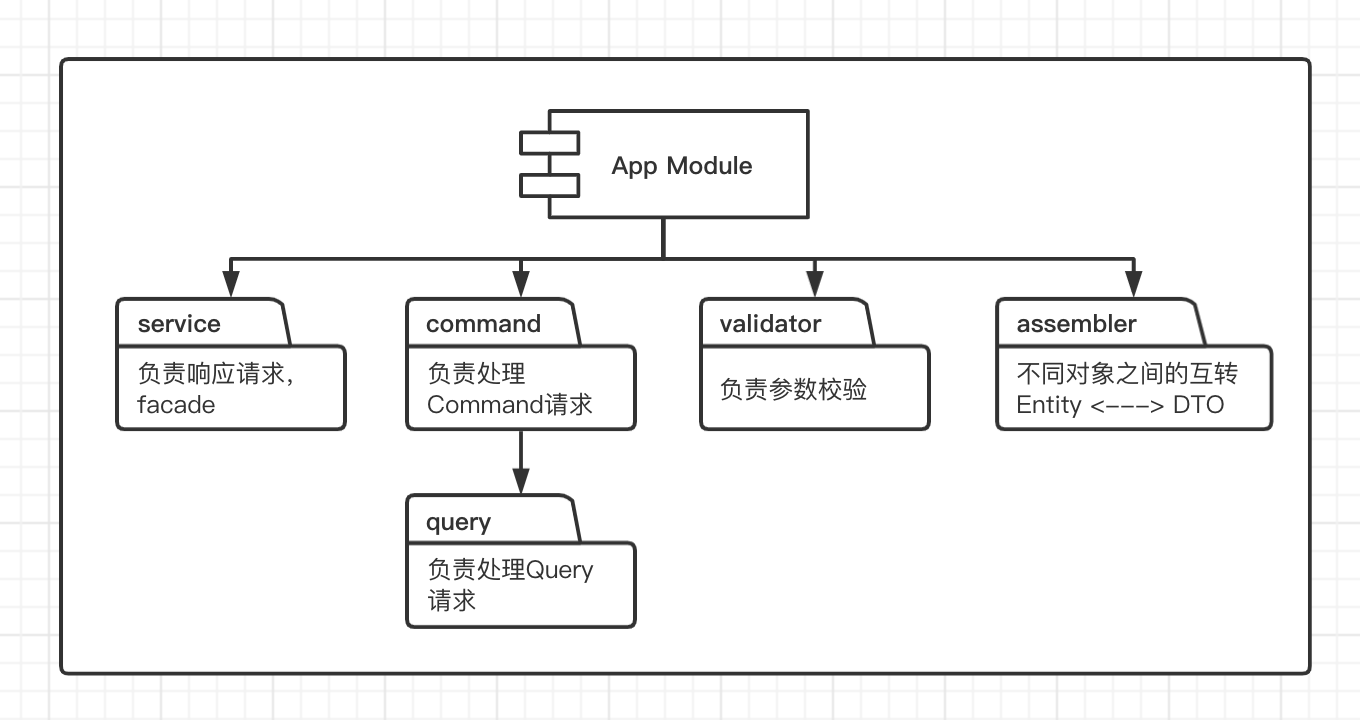 App Module
service
负责响应请求，
facade
command
负责处理
Command请求
validator
负责参数校验
assembler
不同对象之间的互转
Entity <---> DTO
query
负责处理Query
请求